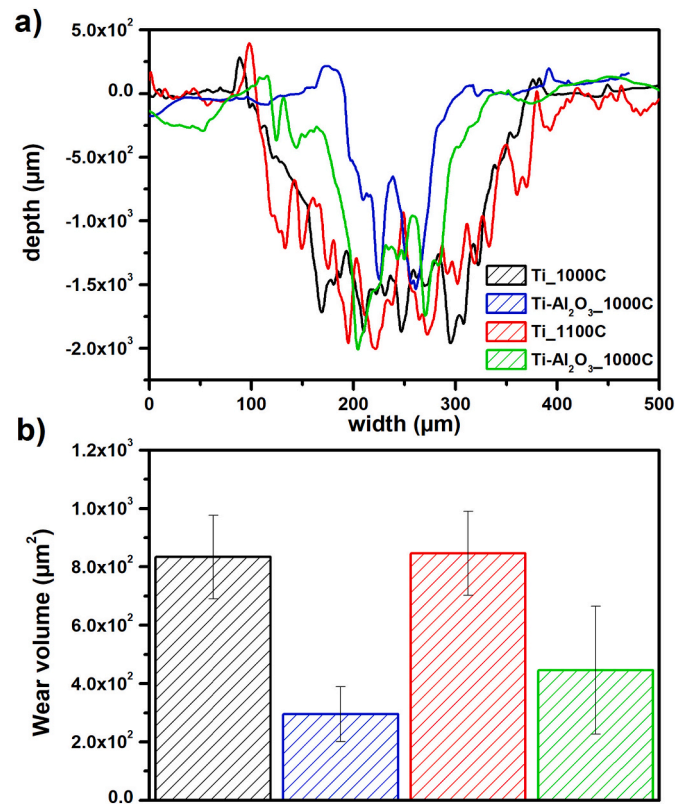 a)
5.0x10²
0.0
-5.0x10²
-1.0x10³
-1.5x10³
-2.0x10³
depth (µm)
Ti_1000C
Ti-Al₂O₃_1000C
Ti_1100C
Ti-Al₂O₃_1000C
0 100 200 300 400 500
width (µm)
b)
1.2x10³
1.0x10³
8.0x10²
6.0x10²
4.0x10²
2.0x10²
0.0
Wear volume (µm²)